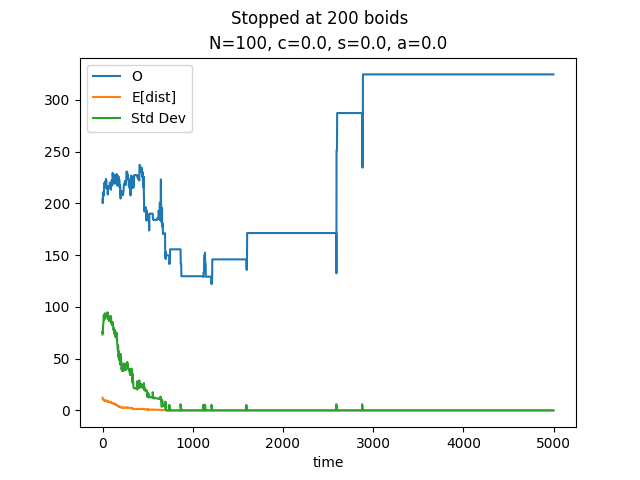 Stopped at 200 boids
N=100, c=0.0, s=0.0, a=0.0
O
E[dist]
Std Dev
300
250
200
150
100
50
0
0 1000 2000 3000 4000 5000
time